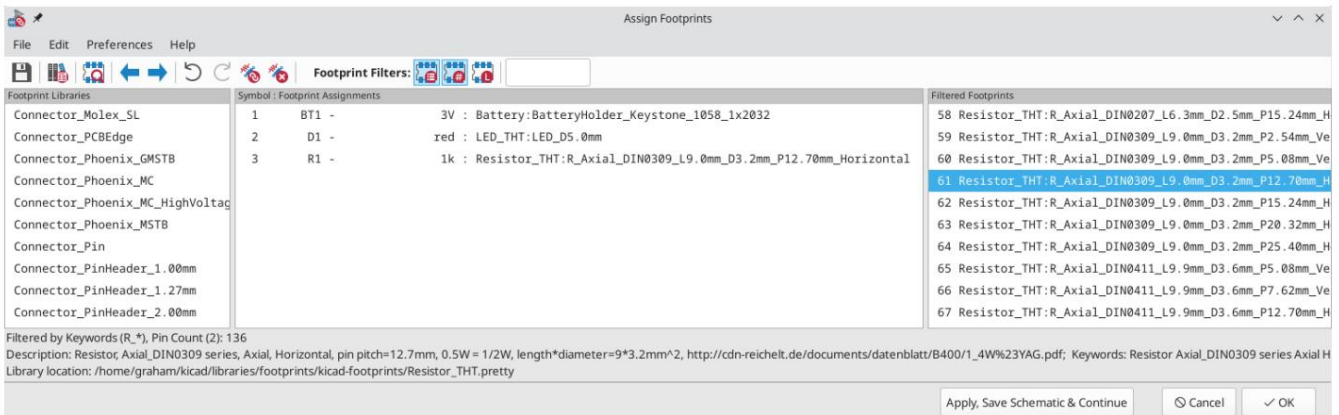 Assign Footprints
File Edit Preferences Help
Footprint Filters:
Footprint Libraries
Connector_Molex_SL
Connector_PCBEdge
Connector_Phoenix_GMSTB
Connector_Phoenix_MC
Connector_Phoenix_MC_HighVoltag
Connector_Phoenix_MSTB
Connector_Pin
Connector_PinHeader_1.00mm
Connector_PinHeader_1.27mm
Connector_PinHeader_2.00mm
Symbol : Footprint Assignments
1 BT1 - 3V : Battery:BatteryHolder_Keystone_1058_1x2032
2 D1 - red : LED_THT:LED_D5.0mm
3 R1 - 1k : Resistor_THT:R_Axial_DIN0309_L9.0mm_D3.2mm_P12.70mm_Horizontal
Filtered Footprints
58 Resistor_THT:R_Axial_DIN0207_L6.3mm_D2.5mm_P15.24mm_H
59 Resistor_THT:R_Axial_DIN0309_L9.0mm_D3.2mm_P2.54mm_Ve
60 Resistor_THT:R_Axial_DIN0309_L9.0mm_D3.2mm_P5.08mm_Ve
61 Resistor_THT:R_Axial_DIN0309_L9.0mm_D3.2mm_P12.70mm_H
62 Resistor_THT:R_Axial_DIN0309_L9.0mm_D3.2mm_P15.24mm_H
63 Resistor_THT:R_Axial_DIN0309_L9.0mm_D3.2mm_P20.32mm_H
64 Resistor_THT:R_Axial_DIN0309_L9.0mm_D3.2mm_P25.40mm_H
65 Resistor_THT:R_Axial_DIN0411_L9.9mm_D3.6mm_P5.08mm_Ve
66 Resistor_THT:R_Axial_DIN0411_L9.9mm_D3.6mm_P7.62mm_Ve
67 Resistor_THT:R_Axial_DIN0411_L9.9mm_D3.6mm_P12.70mm_H
Filtered by Keywords (R_*), Pin Count (2): 136
Description: Resistor, Axial_DIN0309 series, Axial, Horizontal, pin pitch=12.7mm, 0.5W = 1/2W, length*diameter=9*3.2mm^2, http://cdn-reichelt.de/documents/datenblatt/B400/1_4W%23YAG.pdf; Keywords: Resistor Axial_DIN0309 series Axial H
Library location: /home/graham/kicad/libraries/footprints/kicad-footprints/Resistor_THT.pretty
Apply, Save Schematic & Continue Cancel OK